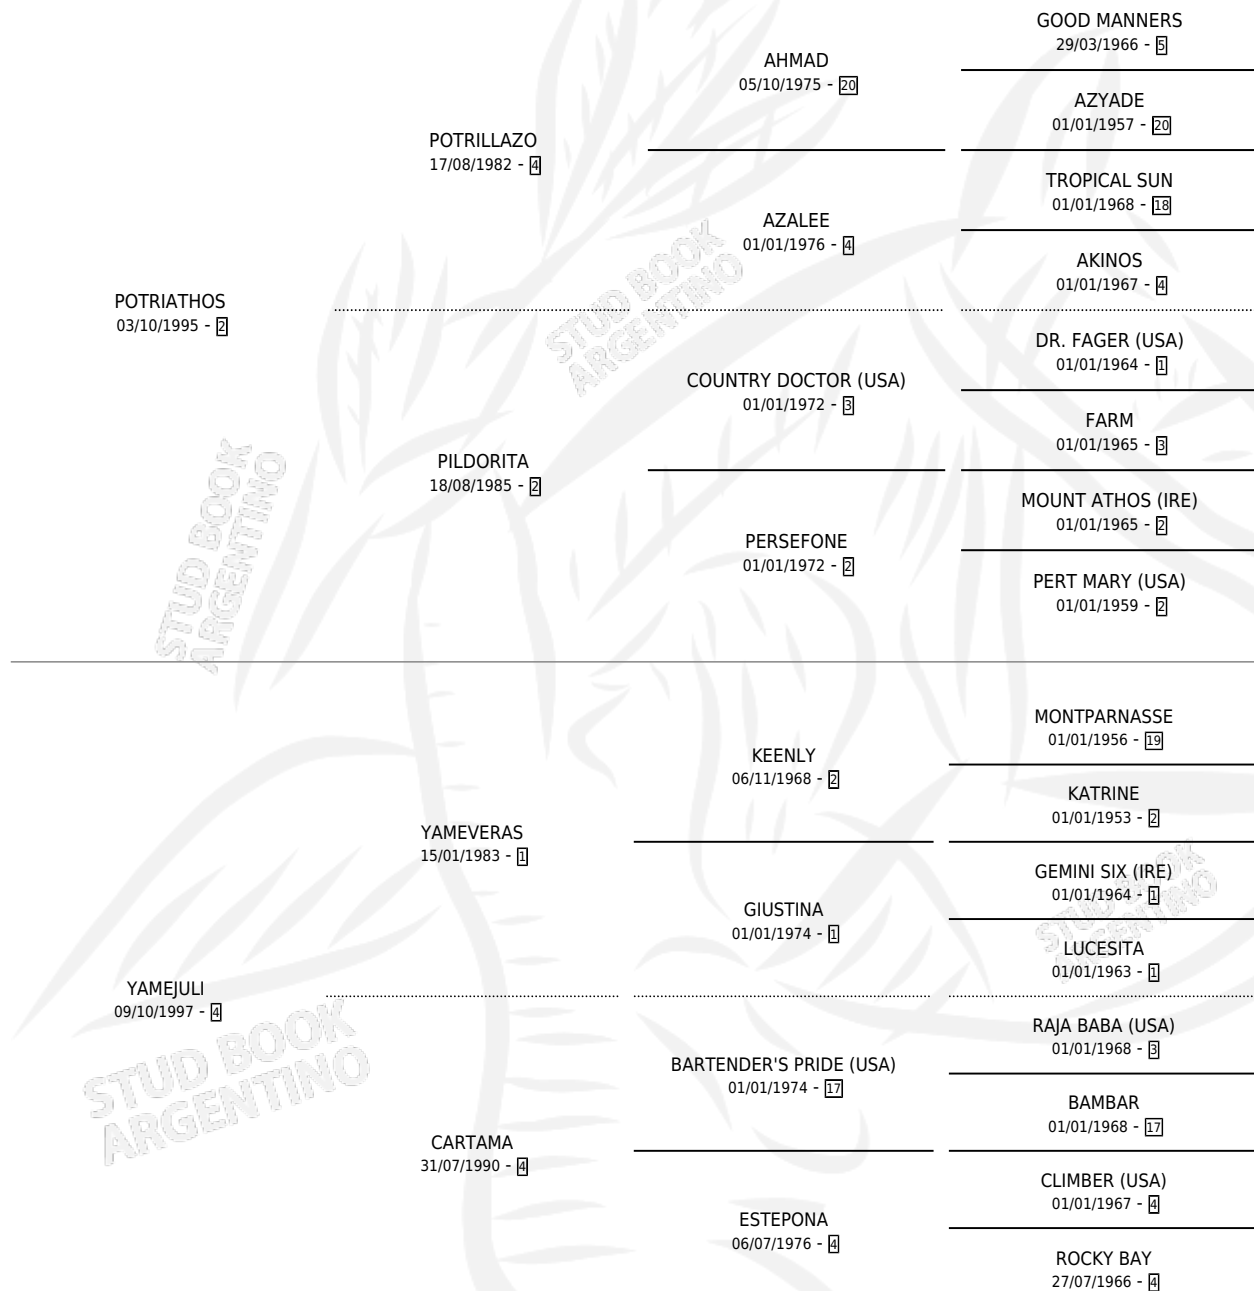 GOOD MANNERS
29/03/1966 - 5
AHMAD
05/10/1975 - 20
AZYADE
01/01/1957 - 20
POTRILLAZO
17/08/1982 - 4
TROPICAL SUN
01/01/1968 - 18
AZALEE
01/01/1976 - 4
AKINOS
01/01/1967 - 4
POTRIATHOS
03/10/1995 - 2
DR. FAGER (USA)
01/01/1964 - 1
COUNTRY DOCTOR (USA)
01/01/1972 - 3
FARM
01/01/1965 - 3
PILDORITA
18/08/1985 - 2
MOUNT ATHOS (IRE)
01/01/1965 - 2
PERSEFONE
01/01/1972 - 2
PERT MARY (USA)
01/01/1959 - 2
STUD BOOK
ARGENTINO
STUD BOOK
ARGENTINO
MONTPARNASSE
01/01/1956 - 19
KEENLY
06/11/1968 - 2
KATRINE
01/01/1953 - 2
YAMEVERAS
15/01/1983 - 1
GEMINI SIX (IRE)
01/01/1964 - 1
GIUSTINA
01/01/1974 - 1
LUCESITA
01/01/1963 - 1
YAMEJULI
09/10/1997 - 4
RAJA BABA (USA)
01/01/1968 - 3
BARTENDER'S PRIDE (USA)
01/01/1974 - 17
BAMBAR
01/01/1968 - 17
CARTAMA
31/07/1990 - 4
CLIMBER (USA)
01/01/1967 - 4
ESTEPONA
06/07/1976 - 4
ROCKY BAY
27/07/1966 - 4
STUD BOOK
ARGENTINO
STUD BOOK
ARGENTINO